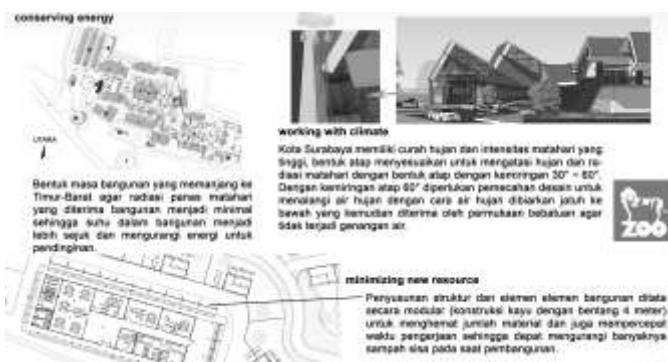 conserving energy
UTARA
Bentuk masa bangunan yang memanjang ke
Timur-Barat agar radiasi panas matahari
yang diterima bangunan menjadi minimal
sehingga suhu dalam bangunan menjadi
lebih sejuk dan mengurangi energi untuk
pendinginan.
working with climate
Kota Surabaya memiliki curah hujan dan intensitas matahari yang
tinggi, bentuk atap menyesuaikan untuk mengatasi hujan dan ra-
diasi matahari dengan bentuk atap dengan kemiringan 30° - 60°.
Dengan kemiringan atap 60° diperlukan pemecahan desain untuk
menalangi air hujan dengan cara air hujan dibiarkan jatuh ke
bawah yang kemudian diterima oleh permukaan bebatuan agar
tidak terjadi genangan air.
ZOO
minimizing new resource
Penyusunan struktur dan elemen elemen bangunan ditata
secara modular (konstruksi kayu dengan bentang 4 meter)
untuk menghemat jumlah material dan juga mempercepat
waktu pengerjaan sehingga dapat mengurangi banyaknya
sampah sisa pada saat pembangunan.